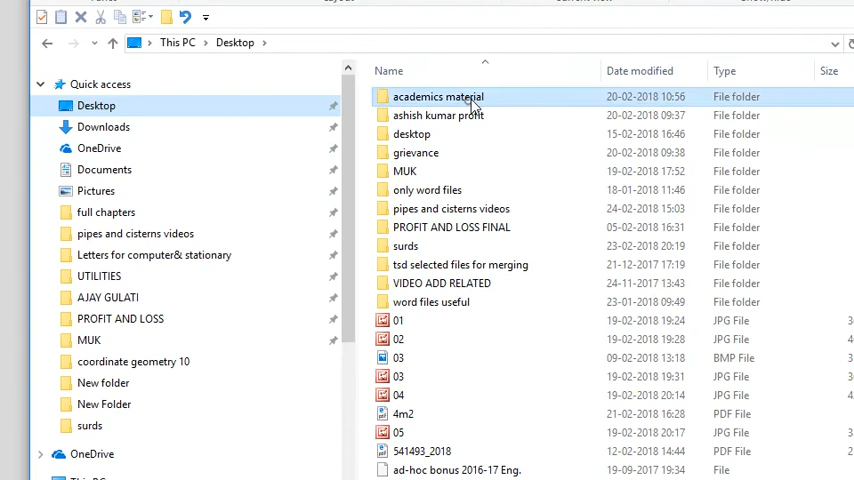 This PC > Desktop >
Name Date modified Type Size
Quick access
Desktop
Downloads
OneDrive
Documents
Pictures
full chapters
pipes and cisterns videos
Letters for computer& stationary
UTILITIES
AJAY GULATI
PROFIT AND LOSS
MUK
coordinate geometry 10
New folder
New Folder
surds
OneDrive
This PC
academics material 20-02-2018 10:56 File folder
ashish kumar profit 20-02-2018 09:37 File folder
desktop 15-02-2018 16:46 File folder
grievance 20-02-2018 09:38 File folder
MUK 19-02-2018 17:52 File folder
only word files 18-01-2018 11:46 File folder
pipes and cisterns videos 24-02-2018 15:03 File folder
PROFIT AND LOSS FINAL 05-02-2018 16:31 File folder
surds 23-02-2018 20:19 File folder
tsd selected files for merging 21-12-2017 17:19 File folder
VIDEO ADD RELATED 24-11-2017 13:43 File folder
word files useful 23-01-2018 09:49 File folder
01 19-02-2018 19:24 JPG File
02 19-02-2018 19:28 JPG File
03 09-02-2018 13:18 BMP File
03 19-02-2018 19:31 JPG File
04 19-02-2018 20:14 JPG File
4m2 21-02-2018 16:28 PDF File
05 19-02-2018 20:17 JPG File
541493_2018 12-02-2018 14:44 PDF File
ad-hoc bonus 2016-17 Eng. 19-09-2017 19:34 File